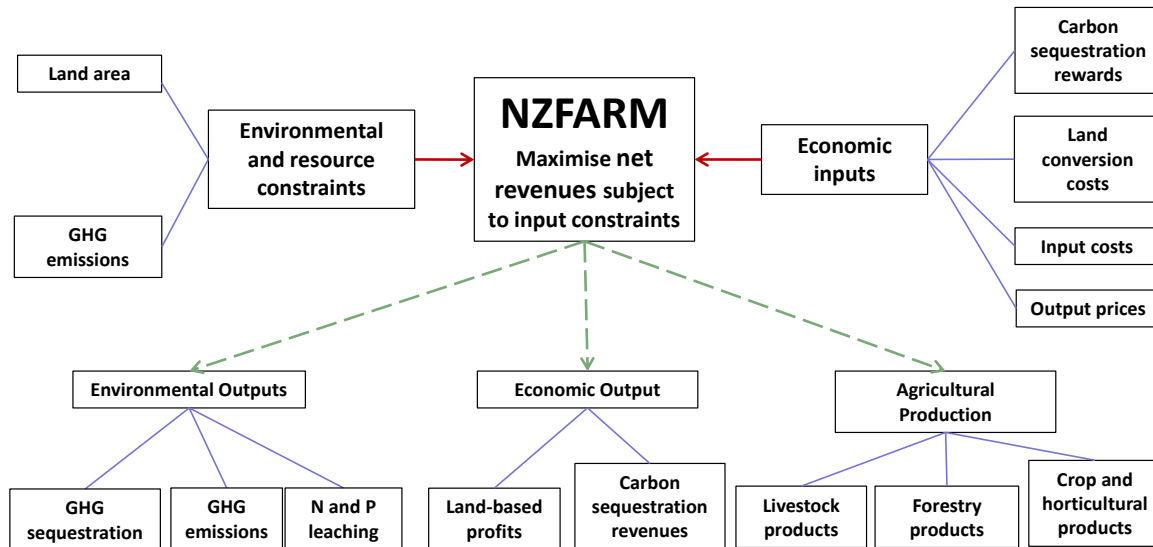 Land area
GHG
emissions
Environmental
and resource
constraints
NZFARM
Maximise net
revenues subject
to input constraints
Economic
inputs
Carbon
sequestration
rewards
Land
conversion
costs
Input costs
Output prices
Environmental Outputs
GHG
sequestration
GHG
emissions
N and P
leaching
Economic Output
Land-based
profits
Carbon
sequestration
revenues
Agricultural
Production
Livestock
products
Forestry
products
Crop and
horticultural
products